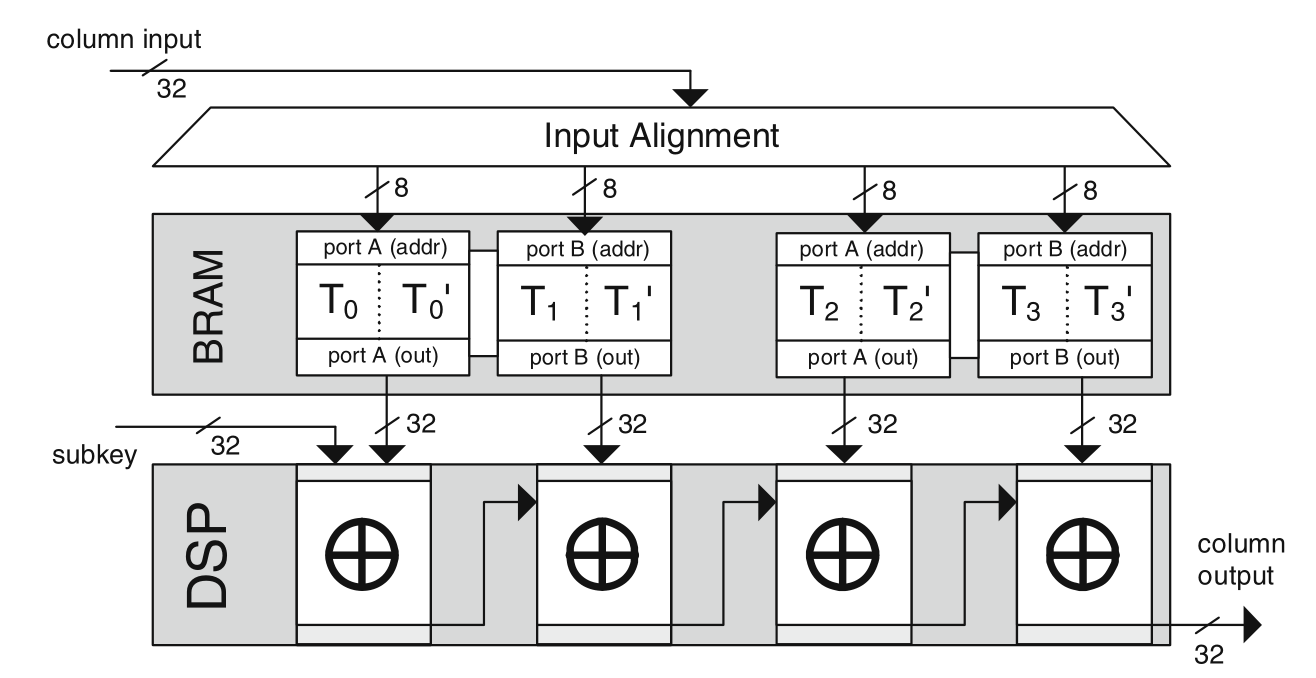 column input
32
Input Alignment
8
8
8
8
BRAM
port A (addr)
port B (addr)
port A (addr)
port B (addr)
T0
T0'
T1
T1'
T2
T2'
T3
T3'
port A (out)
port B (out)
port A (out)
port B (out)
32
32
32
32
32
subkey
DSP
column
output
32